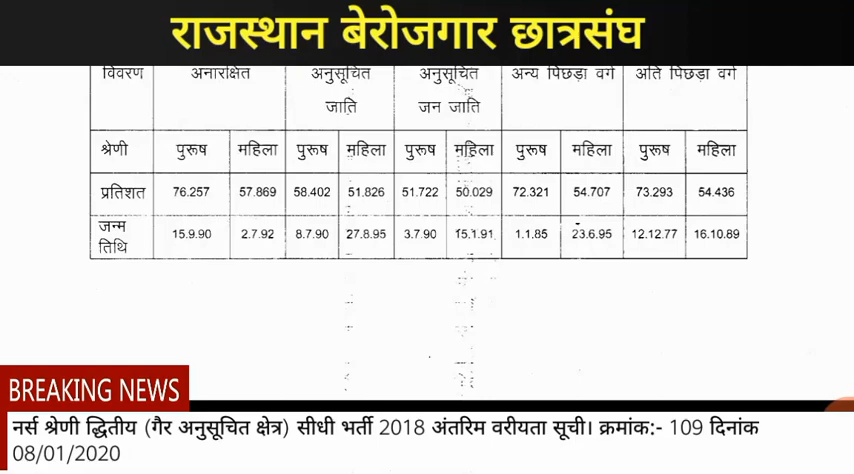 राजस्थान बेरोजगार छात्रसंघ
विवरण अनारक्षित अनुसूचित जाति अनुसूचित जन जाति अन्य पिछड़ा वर्ग अति पिछड़ा वर्ग
श्रेणी पुरूष महिला पुरूष महिला पुरूष महिला पुरूष महिला पुरूष महिला
प्रतिशत 76.257 57.869 58.402 51.826 51.722 50.029 72.321 54.707 73.293 54.436
जन्म तिथि 15.9.90 2.7.92 8.7.90 27.8.95 3.7.90 15.1.91 1.1.85 23.6.95 12.12.77 16.10.89
BREAKING NEWS
नर्स श्रेणी द्धितीय (गैर अनुसूचित क्षेत्र) सीधी भर्ती 2018 अंतरिम वरीयता सूची। क्रमांक:- 109 दिनांक
08/01/2020